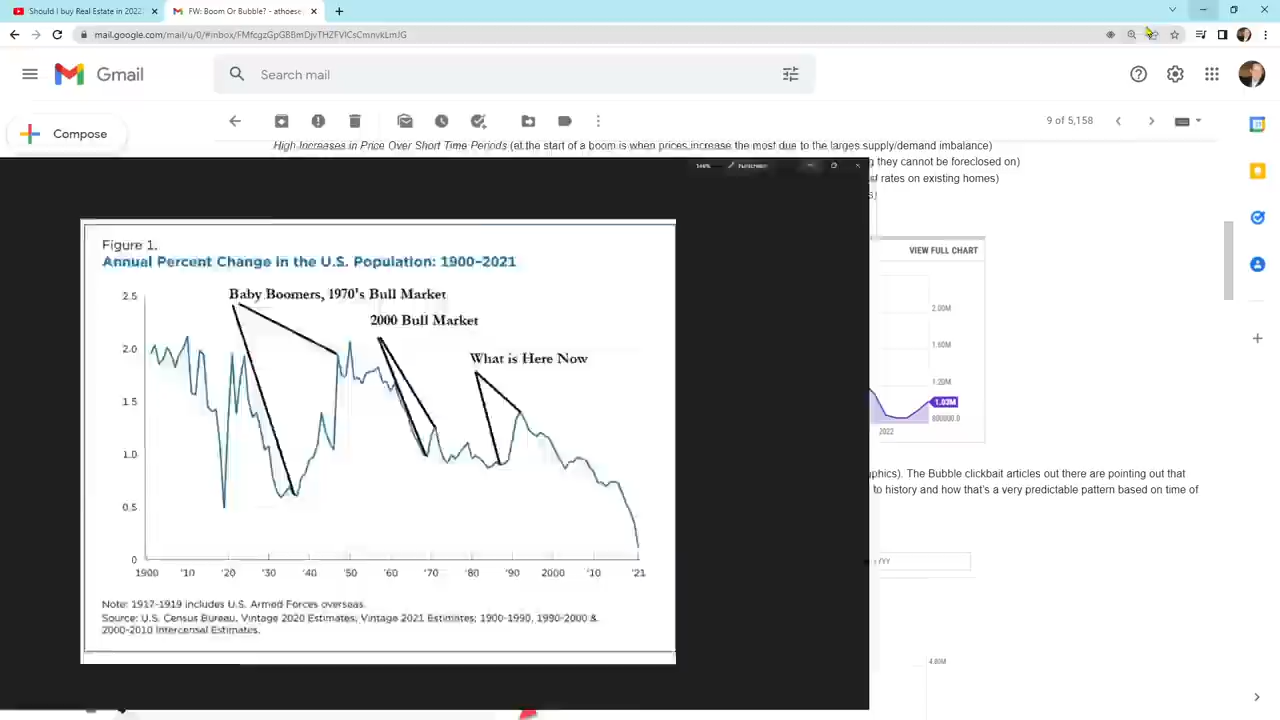 Should I buy Real Estate in 2022
FW: Boom Or Bubble? - athoese
mail.google.com/mail/u/0/#inbox/FMfcgzGpGBBmDjvTHZFVlCsCmnvkLmJG
Gmail
Search mail
Compose
9 of 5,158
High Increases in Price Over Short Time Periods (at the start of a boom is when prices increase the most due to the larges supply/demand imbalance)
they cannot be foreclosed on)
rates on existing homes)
VIEW FULL CHART
Figure 1.
Annual Percent Change in the U.S. Population: 1900–2021
Baby Boomers, 1970's Bull Market
2000 Bull Market
What is Here Now
2.5
2.0
1.5
1.0
0.5
0
1900 '10 '20 '30 '40 '50 '60 '70 '80 '90 2000 '10 '21
Note: 1917-1919 includes U.S. Armed Forces overseas.
Source: U.S. Census Bureau, Vintage 2020 Estimates, Vintage 2021 Estimates; 1900-1990, 1990-2000 &
2000-2010 Intercensal Estimates.
2.00M
1.60M
1.20M
1.03M
800000.0
2022
phics). The Bubble clickbait articles out there are pointing out that
to history and how that's a very predictable pattern based on time of
4.80M